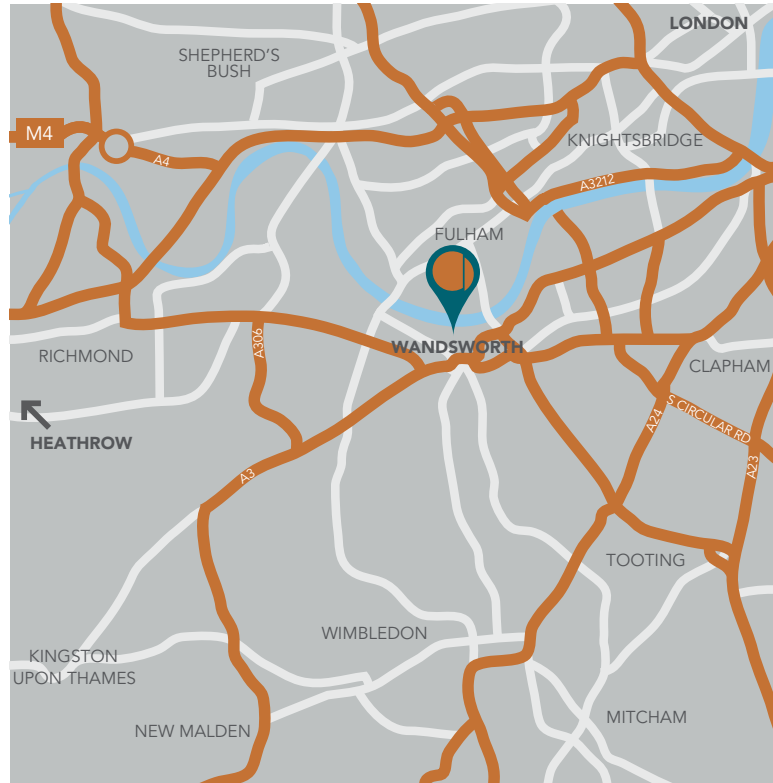 LONDON
SHEPHERD'S
BUSH
M4
KNIGHTSBRIDGE
A4
A3212
FULHAM
WANDSWORTH
RICHMOND
A306
CLAPHAM
S CIRCULAR RD
A24
HEATHROW
A23
A3
TOOTING
WIMBLEDON
KINGSTON
UPON THAMES
MITCHAM
NEW MALDEN